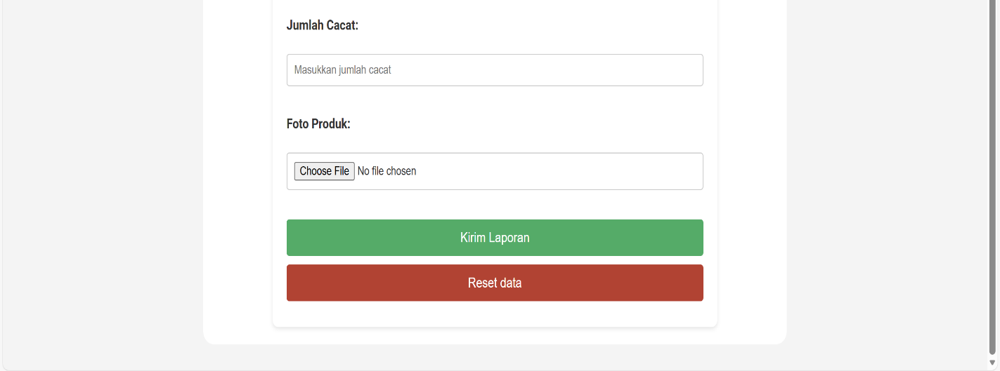 Jumlah Cacat:
Masukkan jumlah cacat
Foto Produk:
Choose File No file chosen
Kirim Laporan
Reset data